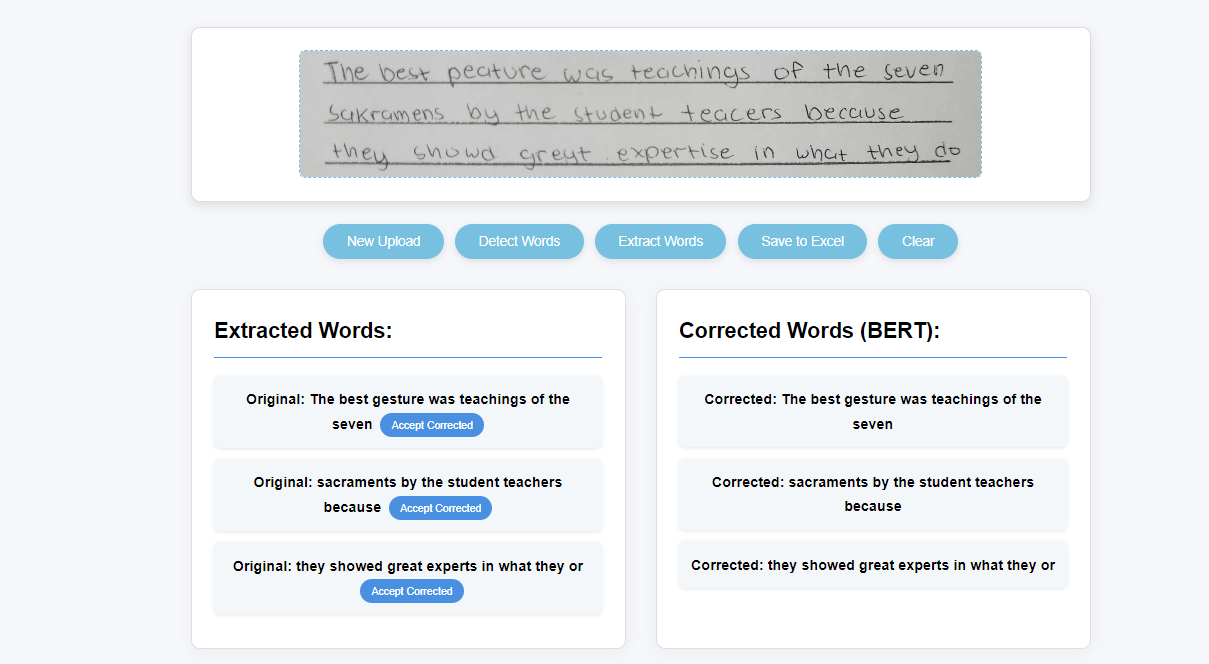 The best peature was teachings of the seven
Sakramens by the student teacers because
they showd greyt expertise in what they do
New Upload
Detect Words
Extract Words
Save to Excel
Clear
Extracted Words:
Original: The best gesture was teachings of the
seven Accept Corrected
Original: sacraments by the student teachers
because Accept Corrected
Original: they showed great experts in what they or
Accept Corrected
Corrected Words (BERT):
Corrected: The best gesture was teachings of the
seven
Corrected: sacraments by the student teachers
because
Corrected: they showed great experts in what they or